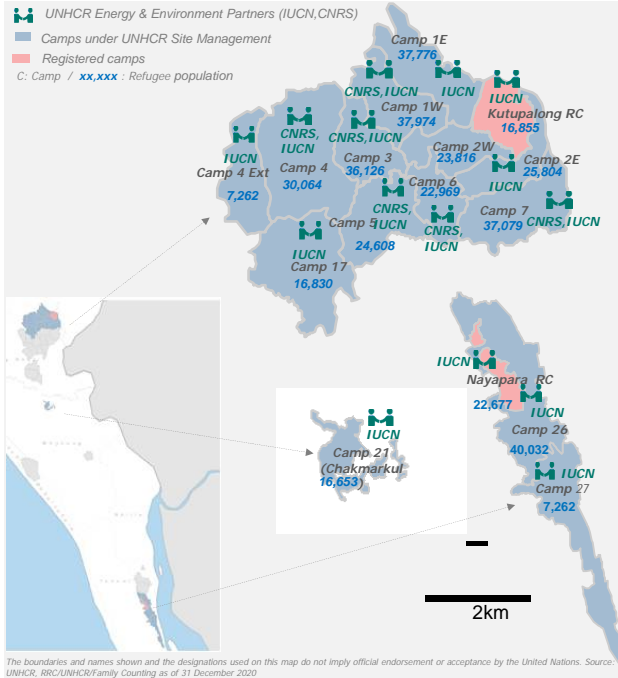 UNHCR Energy & Environment Partners (IUCN,CNRS)
Camps under UNHCR Site Management
Registered camps
C: Camp / xx,xxx : Refugee population
Camp 1E
37,776
CNRS,IUCN
IUCN
IUCN
Camp 1W
37,974
Kutupalong RC
16,855
CNRS,
IUCN
CNRS,IUCN
IUCN
Camp 4 Ext
7,262
Camp 4
30,064
Camp 3
36,126
Camp 2W
23,816
IUCN
Camp 2E
25,804
Camp 6
22,969
CNRS,
IUCN
Camp 5
24,608
CNRS,
IUCN
Camp 7
37,079
CNRS,IUCN
IUCN
Camp 17
16,830
IUCN
Nayapara RC
22,677
IUCN
Camp 26
40,032
IUCN
Camp 27
7,262
IUCN
Camp 21
(Chakmarkul
16,653)
2km
The boundaries and names shown and the designations used on this map do not imply official endorsement or acceptance by the United Nations. Source:
UNHCR, RRC/UNHCR/Family Counting as of 31 December 2020